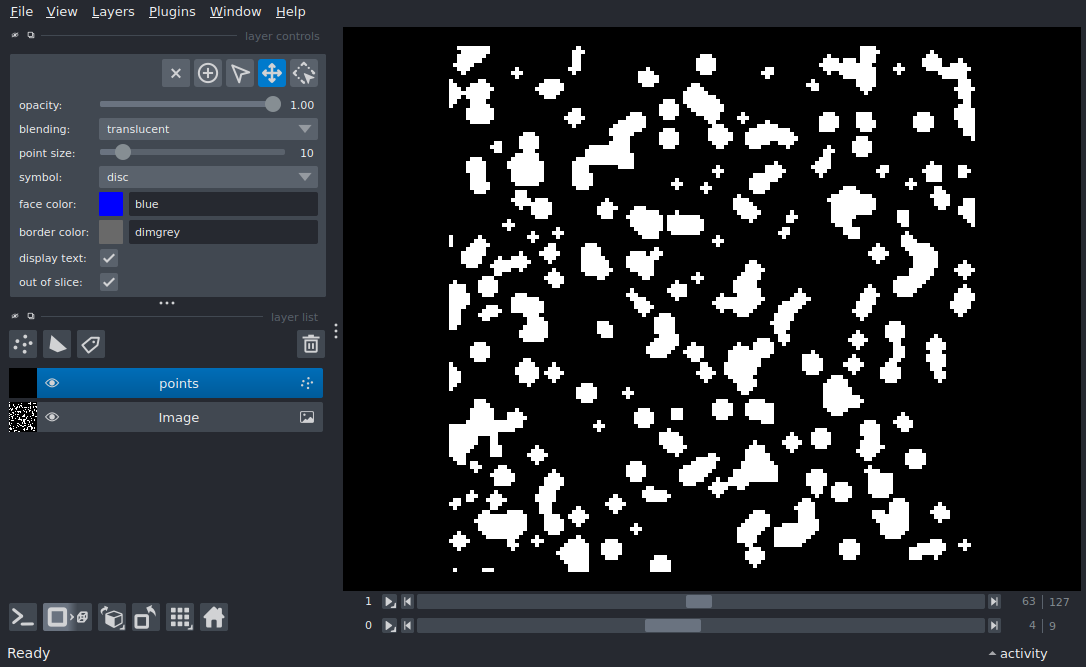 File View Layers Plugins Window Help
layer controls
opacity: 1.00
blending: translucent
point size: 10
symbol: disc
face color: blue
border color: dimgrey
display text:
out of slice:
layer list
points
Image
1 63 | 127
0 4 | 9
Ready activity